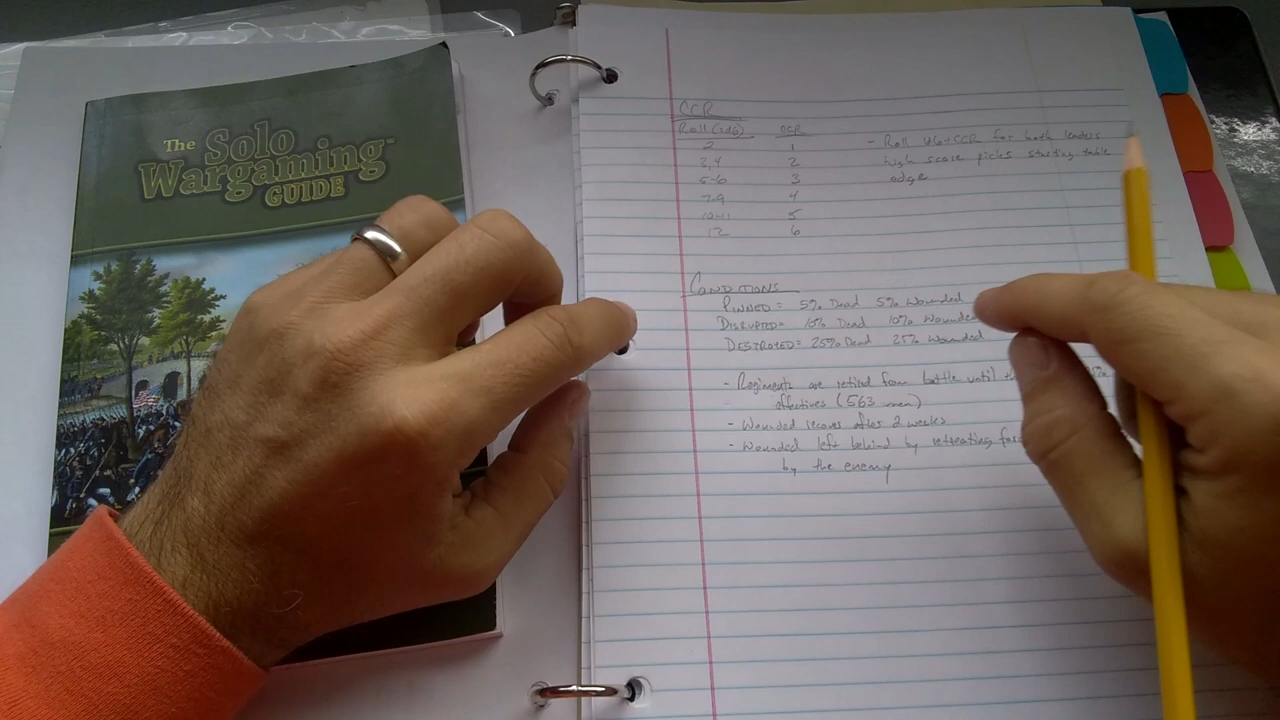 The Solo
Wargaming™
GUIDE
CCR
Roll (2d6) CCR
2 1
3,4 2
5-6 3
7-9 4
10-11 5
12 6
- Roll d6+CCR for both leaders
high score picks starting table
edge
CONDITIONS
PINNED = 5% Dead 5% Wounded
DISRUPTED = 10% Dead 10% Wounde
DESTROYED = 25% Dead 25% Wounded
- Regiments are retired from battle until
effectives (563 men)
- Wounded recover after 2 weeks
- Wounded left behind by retreating
by the enemy